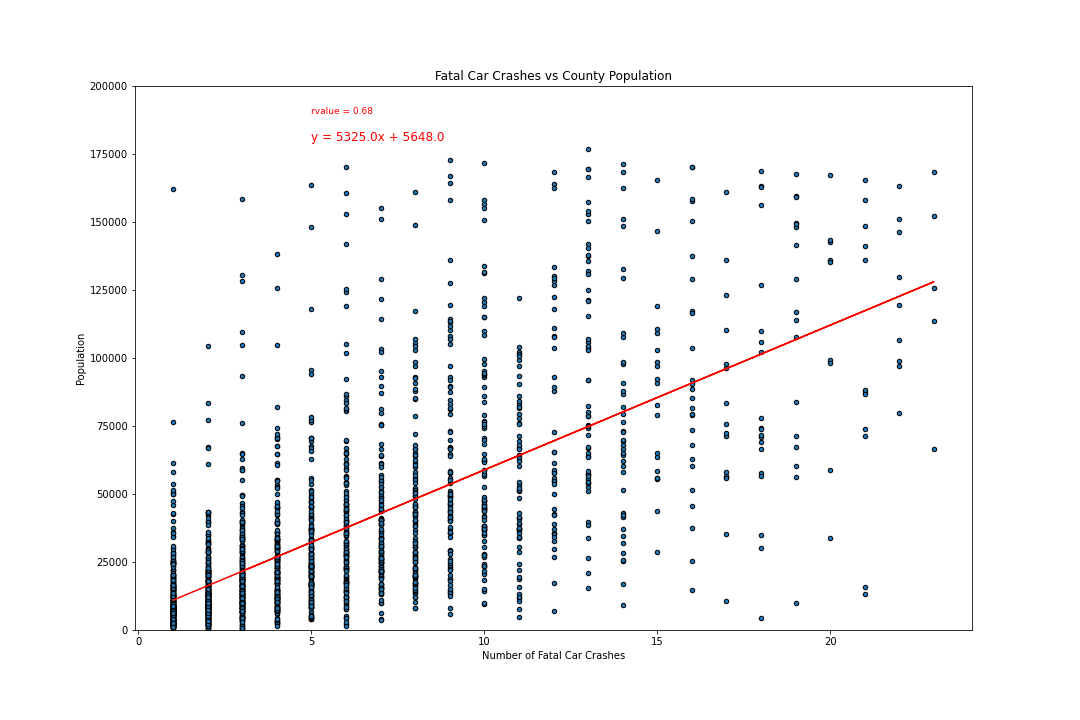 Fatal Car Crashes vs County Population
200000
rvalue = 0.68
y = 5325.0x + 5648.0
175000
150000
125000
100000
75000
50000
25000
0
Population
0 5 10 15 20
Number of Fatal Car Crashes